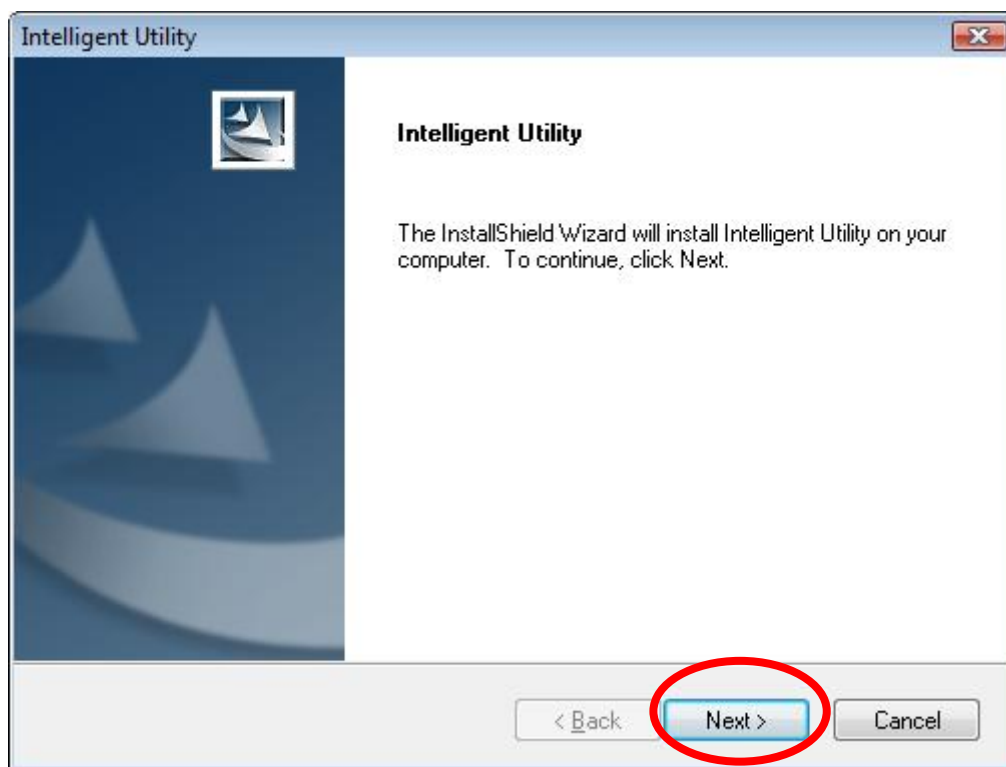 Intelligent Utility
Intelligent Utility
The InstallShield Wizard will install Intelligent Utility on your
computer.  To continue, click Next.
< Back
Next >
Cancel